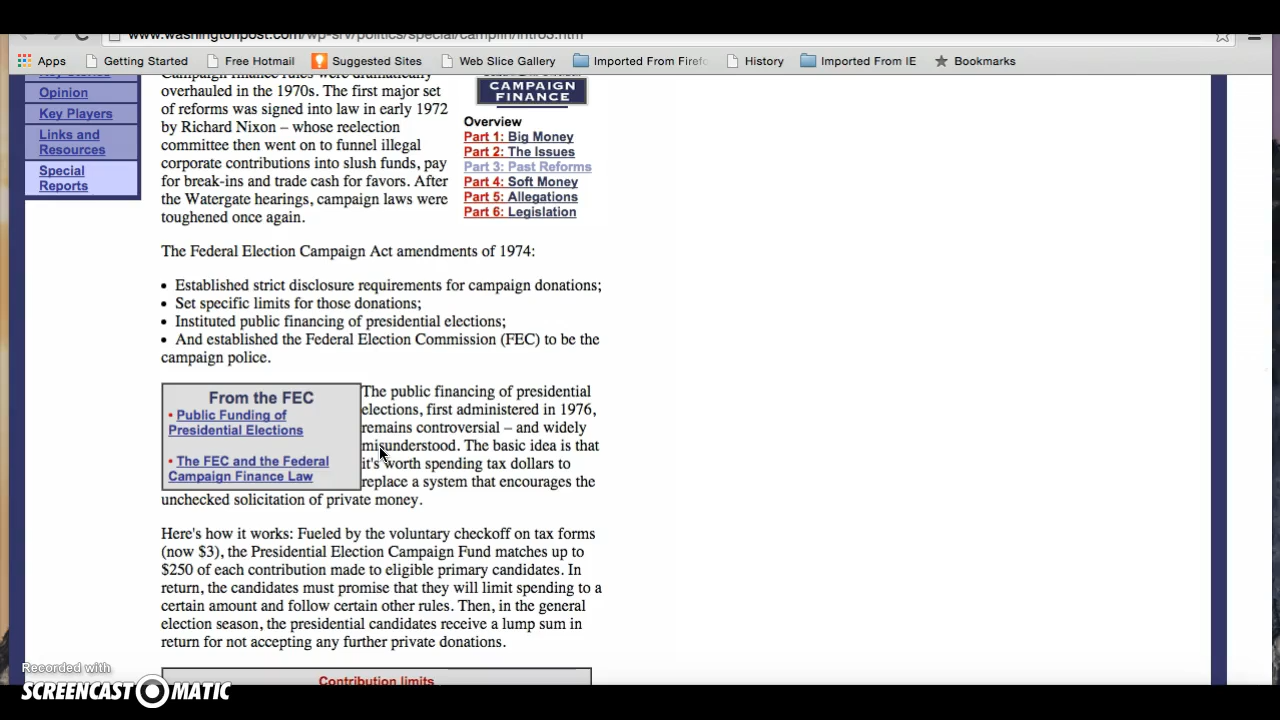 www.washingtonpost.com/wp-srv/politics/special/campfin/intro3.htm
Apps
Getting Started
Free Hotmail
Suggested Sites
Web Slice Gallery
Imported From Firefo
History
Imported From IE
Bookmarks
Key Stories
Opinion
Key Players
Links and
Resources
Special
Reports
Campaign finance rules were dramatically
overhauled in the 1970s. The first major set
of reforms was signed into law in early 1972
by Richard Nixon – whose reelection
committee then went on to funnel illegal
corporate contributions into slush funds, pay
for break-ins and trade cash for favors. After
the Watergate hearings, campaign laws were
toughened once again.
CAMPAIGN
FINANCE
Overview
Part 1: Big Money
Part 2: The Issues
Part 3: Past Reforms
Part 4: Soft Money
Part 5: Allegations
Part 6: Legislation
The Federal Election Campaign Act amendments of 1974:
• Established strict disclosure requirements for campaign donations;
• Set specific limits for those donations;
• Instituted public financing of presidential elections;
• And established the Federal Election Commission (FEC) to be the
campaign police.
From the FEC
• Public Funding of
Presidential Elections
• The FEC and the Federal
Campaign Finance Law
The public financing of presidential
elections, first administered in 1976,
remains controversial – and widely
misunderstood. The basic idea is that
it's worth spending tax dollars to
replace a system that encourages the
unchecked solicitation of private money.
Here's how it works: Fueled by the voluntary checkoff on tax forms
(now $3), the Presidential Election Campaign Fund matches up to
$250 of each contribution made to eligible primary candidates. In
return, the candidates must promise that they will limit spending to a
certain amount and follow certain other rules. Then, in the general
election season, the presidential candidates receive a lump sum in
return for not accepting any further private donations.
Contribution limits
Recorded with
SCREENCAST-O-MATIC